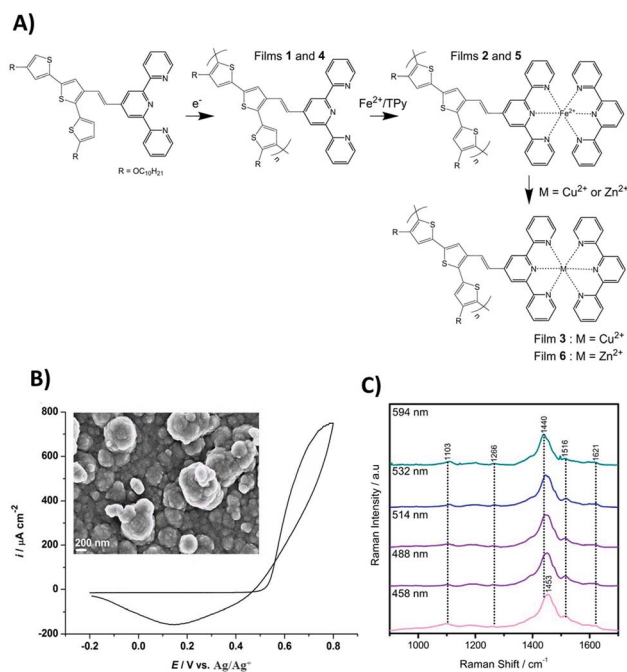 A)
Films 1 and 4
Films 2 and 5
R
S
S
S
R
N
N
N
R = OC10H21
e-
R
S
S
S
R
n
N
N
N
Fe2+/TPy
R
S
S
S
R
n
N
N
N
Fe2+
N
N
N
M = Cu2+ or Zn2+
R
S
S
S
R
n
N
N
N
M
N
N
N
Film 3 : M = Cu2+
Film 6 : M = Zn2+
B)
i / µA cm-2
800
600
400
200
0
-200
200 nm
-0.2
0.0
0.2
0.4
0.6
0.8
E / V vs. Ag/Ag+
C)
Raman Intensity / a.u
594 nm
532 nm
514 nm
488 nm
458 nm
1103
1266
1440
1453
1516
1621
1000
1200
1400
1600
Raman Shift / cm-1